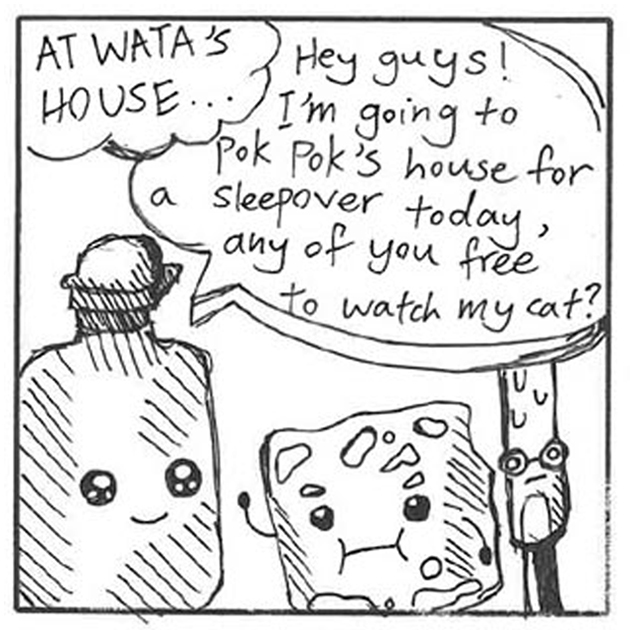 AT WATA'S
HOUSE...
Hey guys!
I'm going to
Pok Pok's house for
a sleepover today,
any of you free
to watch my cat?